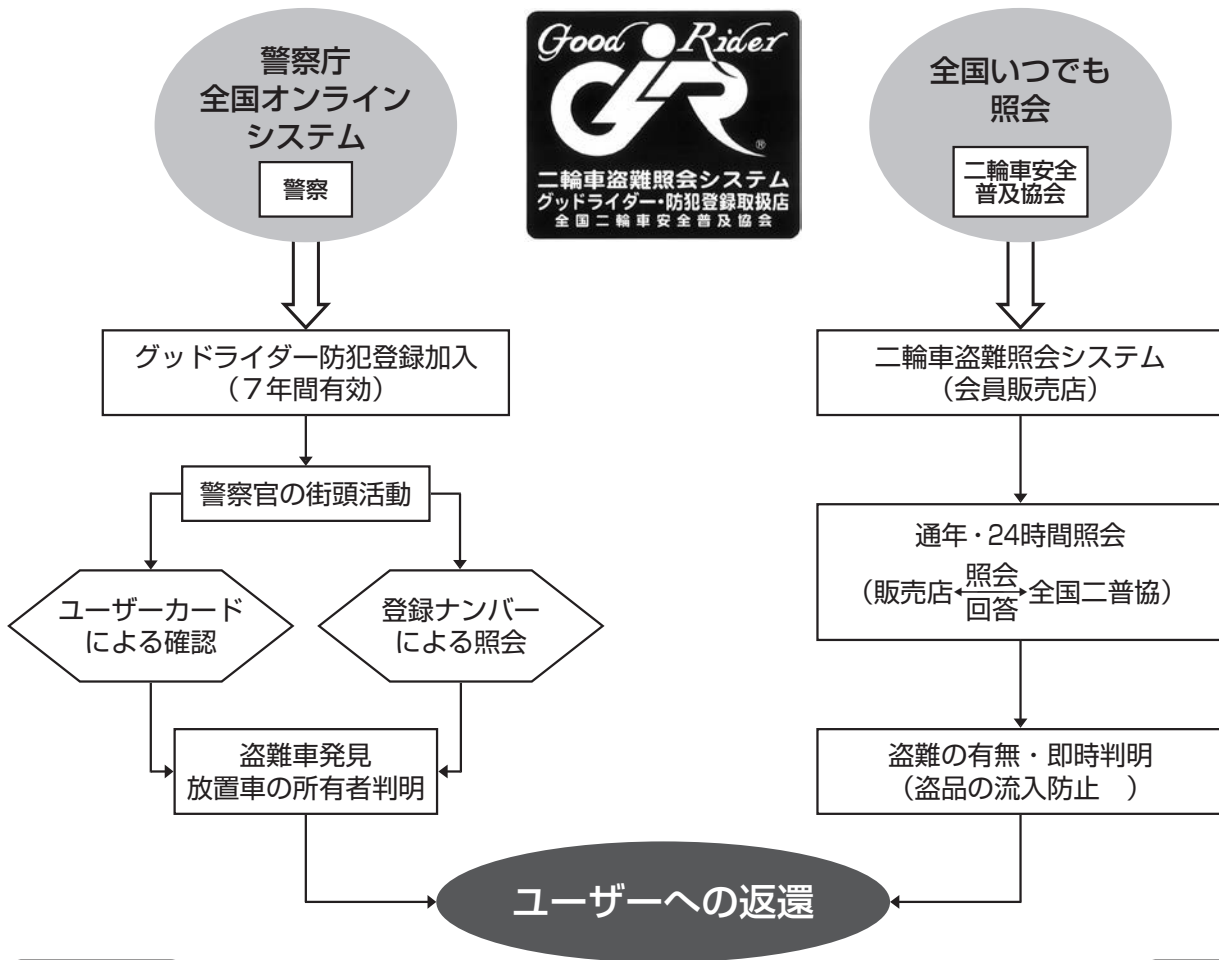 警察庁
全国オンライン
システム
警察
Good Rider
GR
®
二輪車盗難照会システム
グッドライダー・防犯登録取扱店
全国二輪車安全普及協会
全国いつでも
照会
二輪車安全
普及協会
グッドライダー防犯登録加入
（７年間有効）
警察官の街頭活動
ユーザーカード
による確認
登録ナンバー
による照会
盗難車発見
放置車の所有者判明
二輪車盗難照会システム
（会員販売店）
通年・24時間照会
（販売店 照会 回答 全国二普協）
盗難の有無・即時判明
（盗品の流入防止　）
ユーザーへの返還